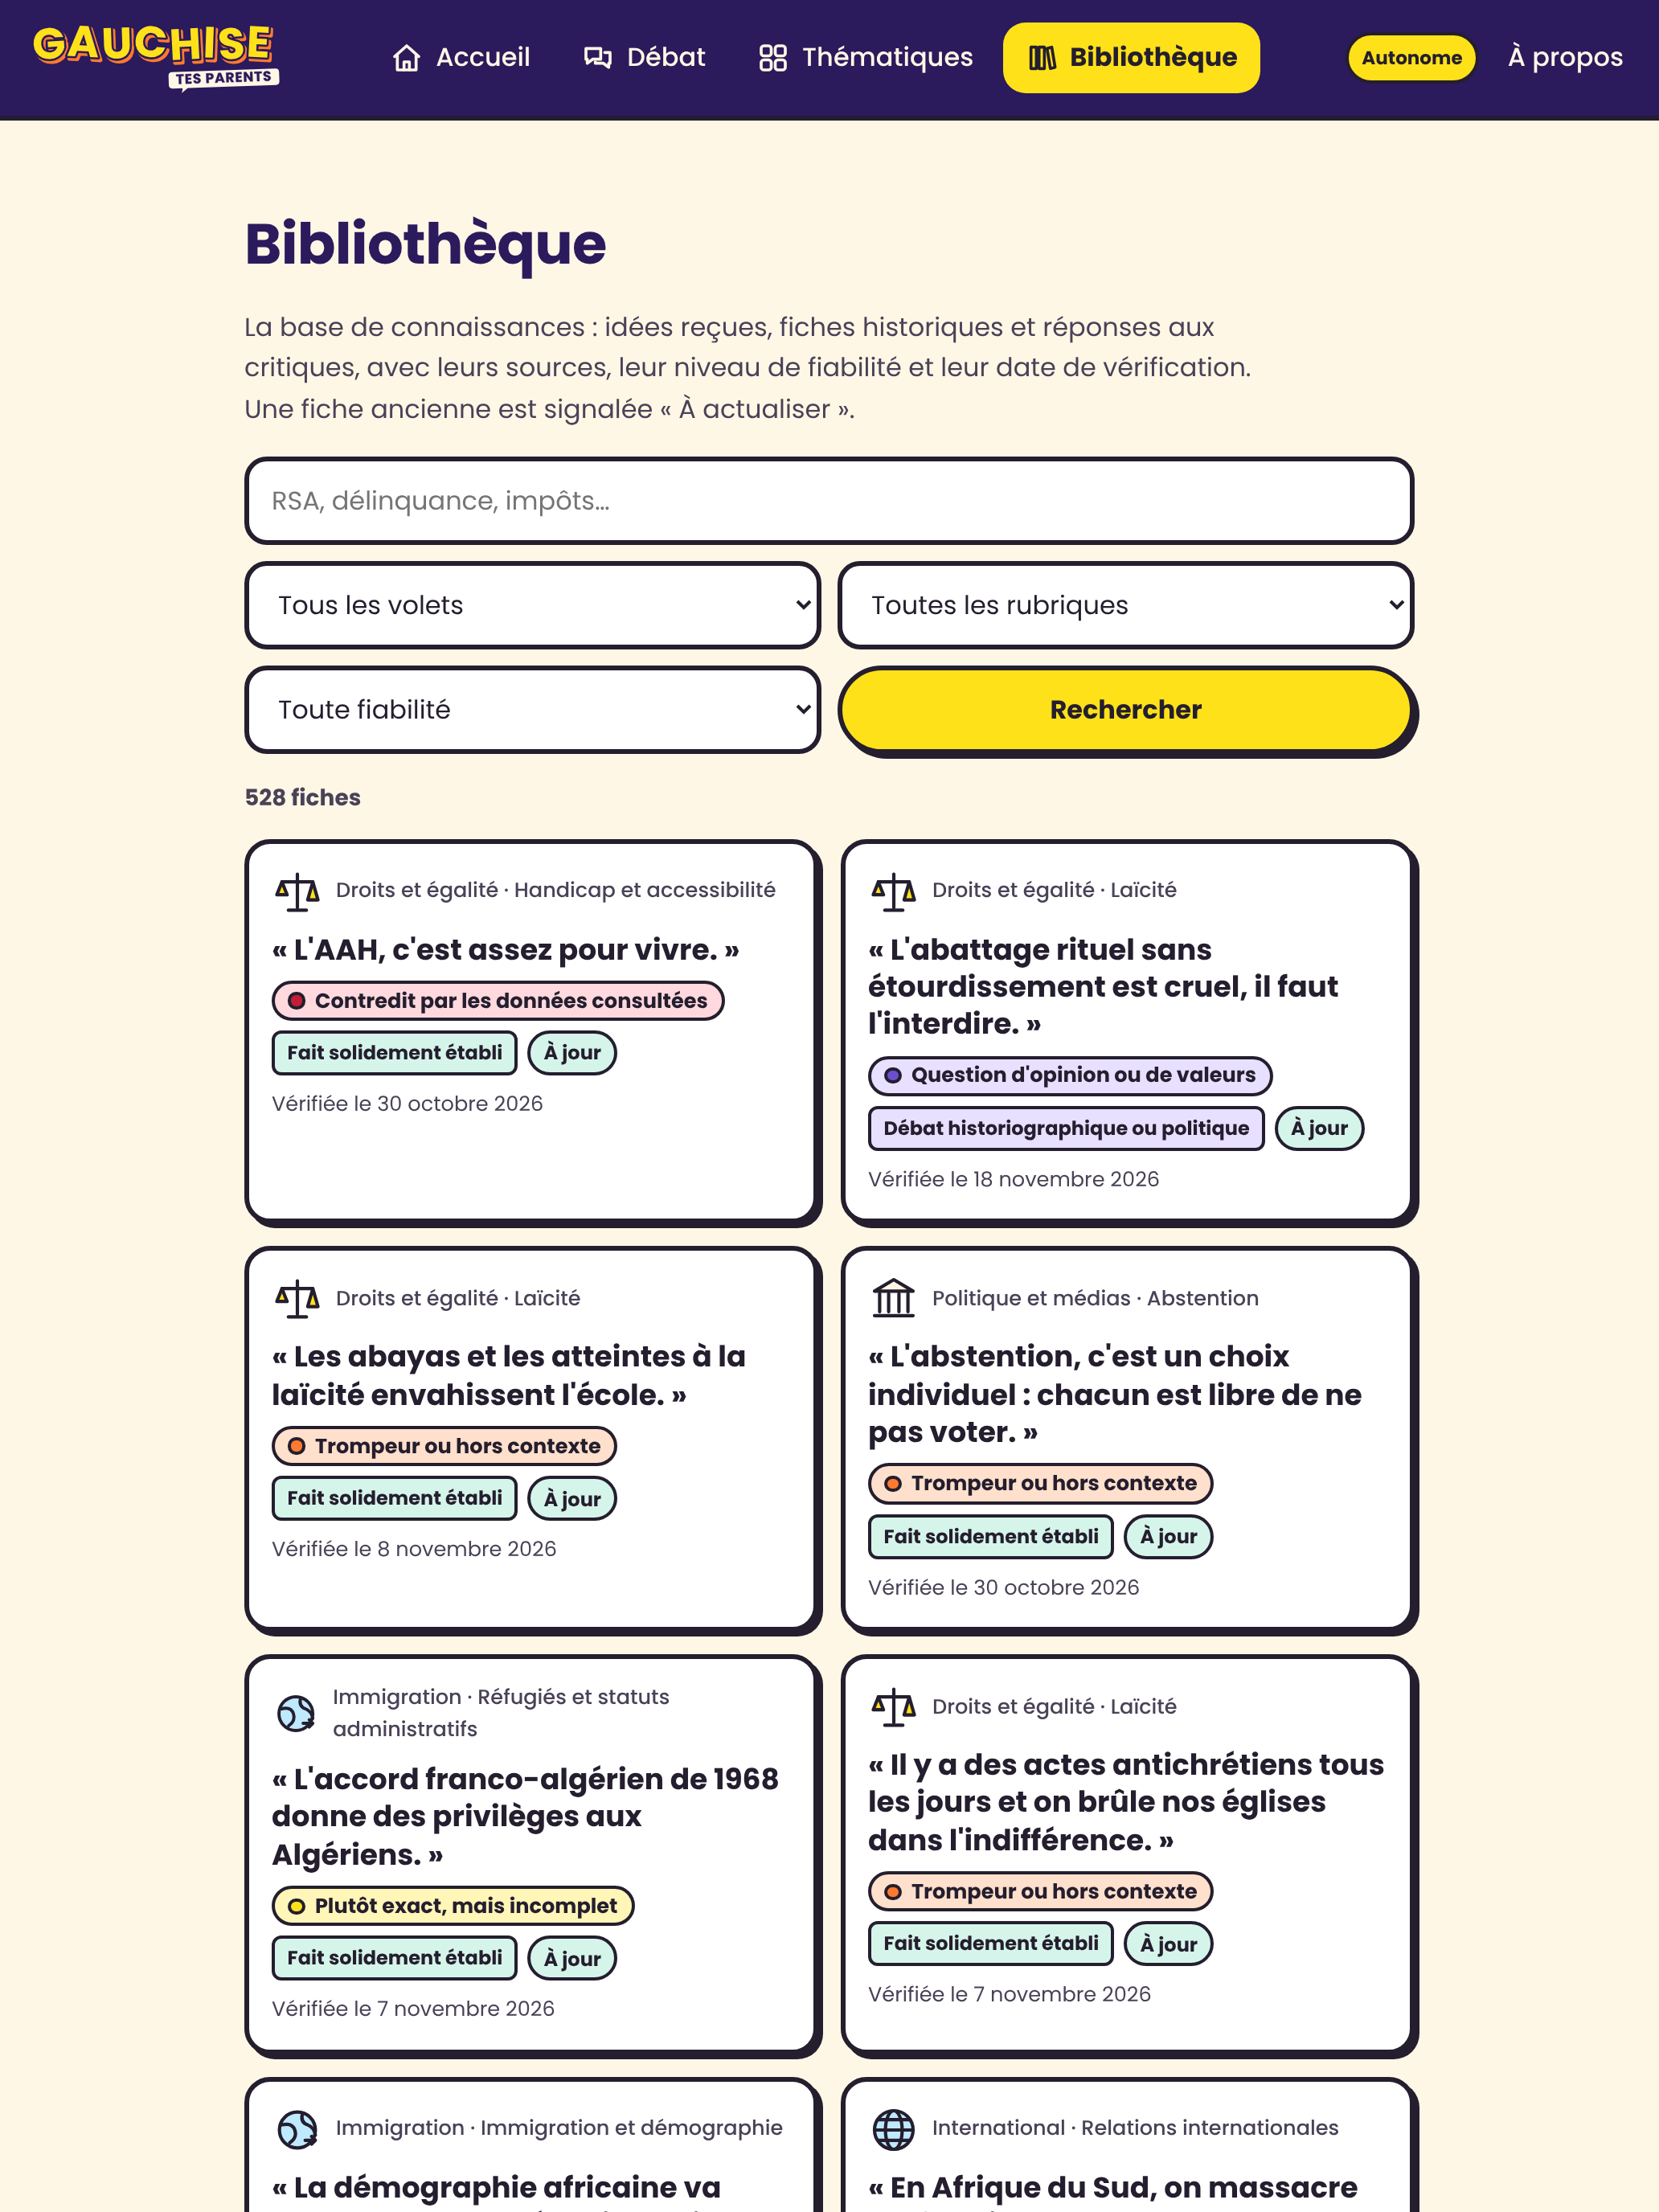 GAUCHISE
TES PARENTS
Accueil
Débat
Thématiques
Bibliothèque
Autonome
À propos
Bibliothèque
La base de connaissances : idées reçues, fiches historiques et réponses aux
critiques, avec leurs sources, leur niveau de fiabilité et leur date de vérification.
Une fiche ancienne est signalée « À actualiser ».
RSA, délinquance, impôts…
Tous les volets
Toutes les rubriques
Toute fiabilité
Rechercher
528 fiches
Droits et égalité · Handicap et accessibilité
« L'AAH, c'est assez pour vivre. »
Contredit par les données consultées
Fait solidement établi
À jour
Vérifiée le 30 octobre 2026
Droits et égalité · Laïcité
« L'abattage rituel sans
étourdissement est cruel, il faut
l'interdire. »
Question d'opinion ou de valeurs
Débat historiographique ou politique
À jour
Vérifiée le 18 novembre 2026
Droits et égalité · Laïcité
« Les abayas et les atteintes à la
laïcité envahissent l'école. »
Trompeur ou hors contexte
Fait solidement établi
À jour
Vérifiée le 8 novembre 2026
Politique et médias · Abstention
« L'abstention, c'est un choix
individuel : chacun est libre de ne
pas voter. »
Trompeur ou hors contexte
Fait solidement établi
À jour
Vérifiée le 30 octobre 2026
Immigration · Réfugiés et statuts
administratifs
« L'accord franco-algérien de 1968
donne des privilèges aux
Algériens. »
Plutôt exact, mais incomplet
Fait solidement établi
À jour
Vérifiée le 7 novembre 2026
Droits et égalité · Laïcité
« Il y a des actes antichrétiens tous
les jours et on brûle nos églises
dans l'indifférence. »
Trompeur ou hors contexte
Fait solidement établi
À jour
Vérifiée le 7 novembre 2026
Immigration · Immigration et démographie
« La démographie africaine va
International · Relations internationales
« En Afrique du Sud, on massacre